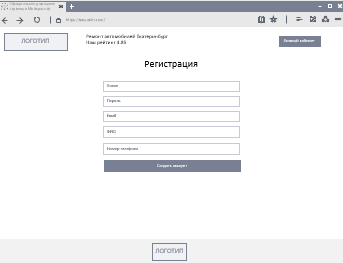 ЛОГОТИП
Ремонт автомобилей Екатеринбург
Наш рейтинг 4.85
Личный кабинет
Регистрация
Логин
Пароль
Email
ФИО
Номер телефона
Создать аккаунт
ЛОГОТИП